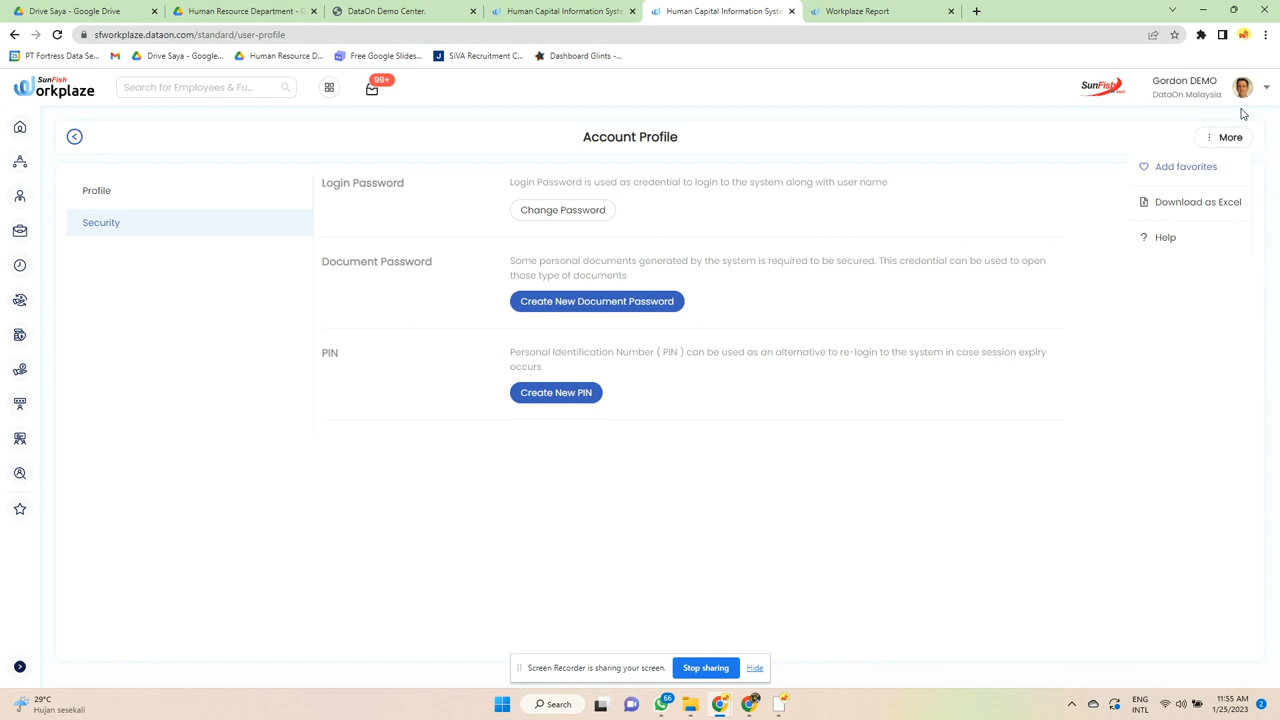 Drive Saya - Google
Human Resource Department - G
DataOn Demo Center.
Human Capital Information System
Human Capital Information System
Workplaze Report
sfworkplaze.dataon.com/standard/user-profile
PT Fortress Data Se...
Drive Saya - Google...
Human Resource D...
Free Google Slides...
SiVA Recruitment C...
Dashboard Glints -...
SunFish
workplaze
Search for Employees & Fu...
99+
SunFish
Gordon DEMO
DataOn Malaysia
Account Profile
More
Add favorites
Download as Excel
Help
Profile
Security
Login Password
Login Password is used as credential to login to the system along with user name
Change Password
Document Password
Some personal documents generated by the system is required to be secured. This credential can be used to open
those type of documents
Create New Document Password
PIN
Personal Identification Number ( PIN ) can be used as an alternative to re-login to the system in case session expiry
occurs
Create New PIN
Screen Recorder is sharing your screen.
Stop sharing
Hide
29°C
Hujan sesekali
Search
66
ENG
INTL
11:55 AM
1/25/2023
2